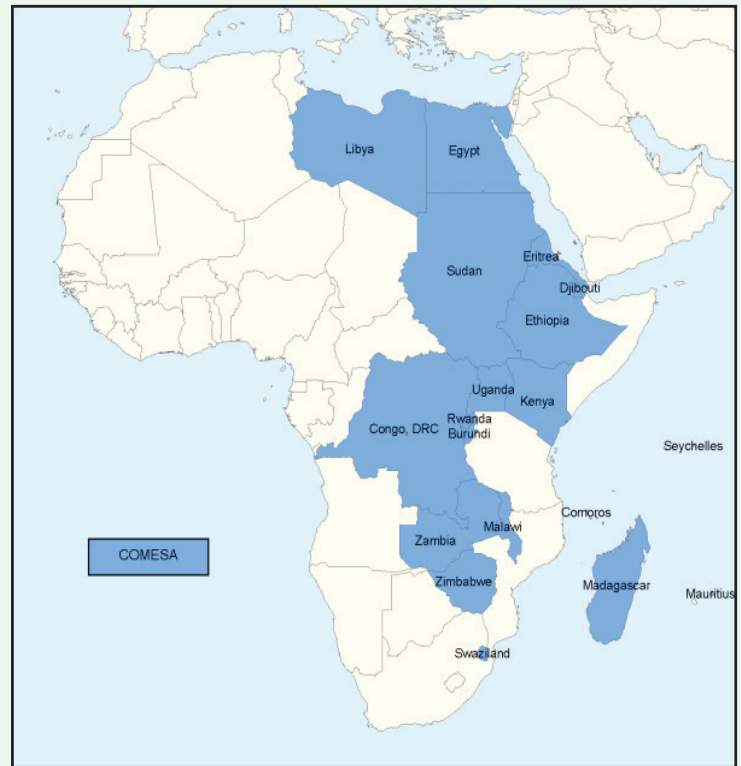 Libya
Egypt
Sudan
Eritrea
Djibouti
Ethiopia
Uganda
Kenya
Rwanda
Burundi
Congo, DRC
Seychelles
Comoros
Malawi
Zambia
COMESA
Zimbabwe
Madagascar
Mauritius
Swaziland